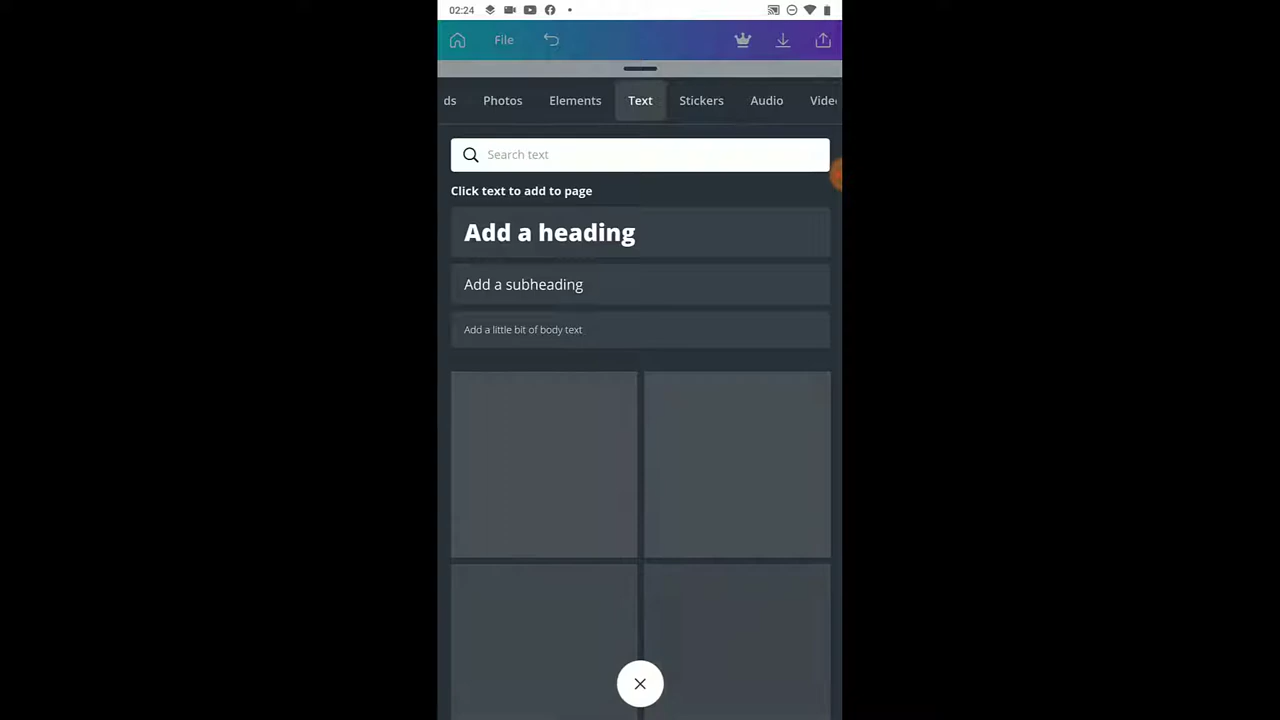 02:24
File
ds Photos Elements Text Stickers Audio Vide
Search text
Click text to add to page
Add a heading
Add a subheading
Add a little bit of body text